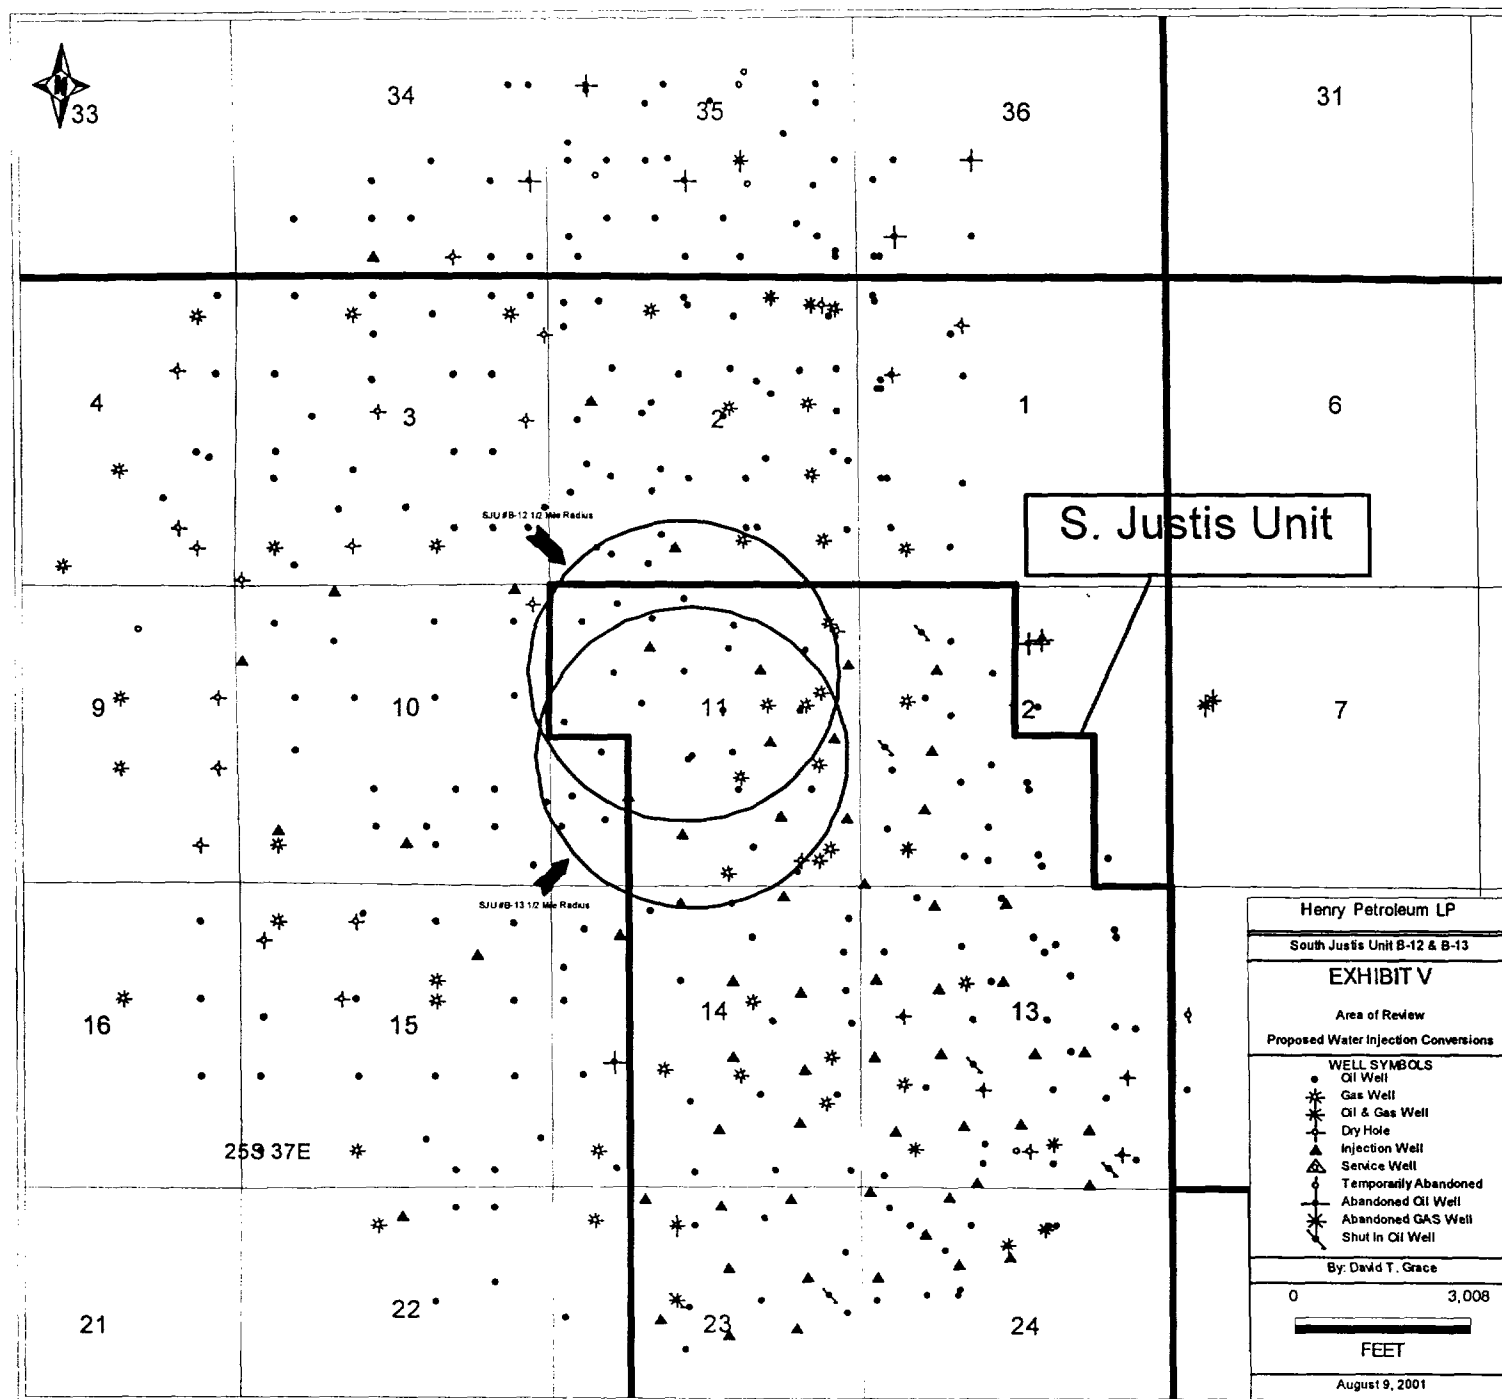 N
33
34
35
36
31
4
3
2
1
6
SJU #B-12 1/2 Mile Radius
S. Justis Unit
9
10
11
2
7
SJU #B-13 1/2 Mile Radius
16
15
14
13
25S 37E
21
22
23
24
Henry Petroleum LP
South Justis Unit B-12 & B-13
EXHIBIT V
Area of Review
Proposed Water Injection Conversions
WELL SYMBOLS
Oil Well
Gas Well
Oil & Gas Well
Dry Hole
Injection Well
Service Well
Temporarily Abandoned
Abandoned Oil Well
Abandoned GAS Well
Shut In Oil Well
By: David T. Grace
0 3,008
FEET
August 9, 2001